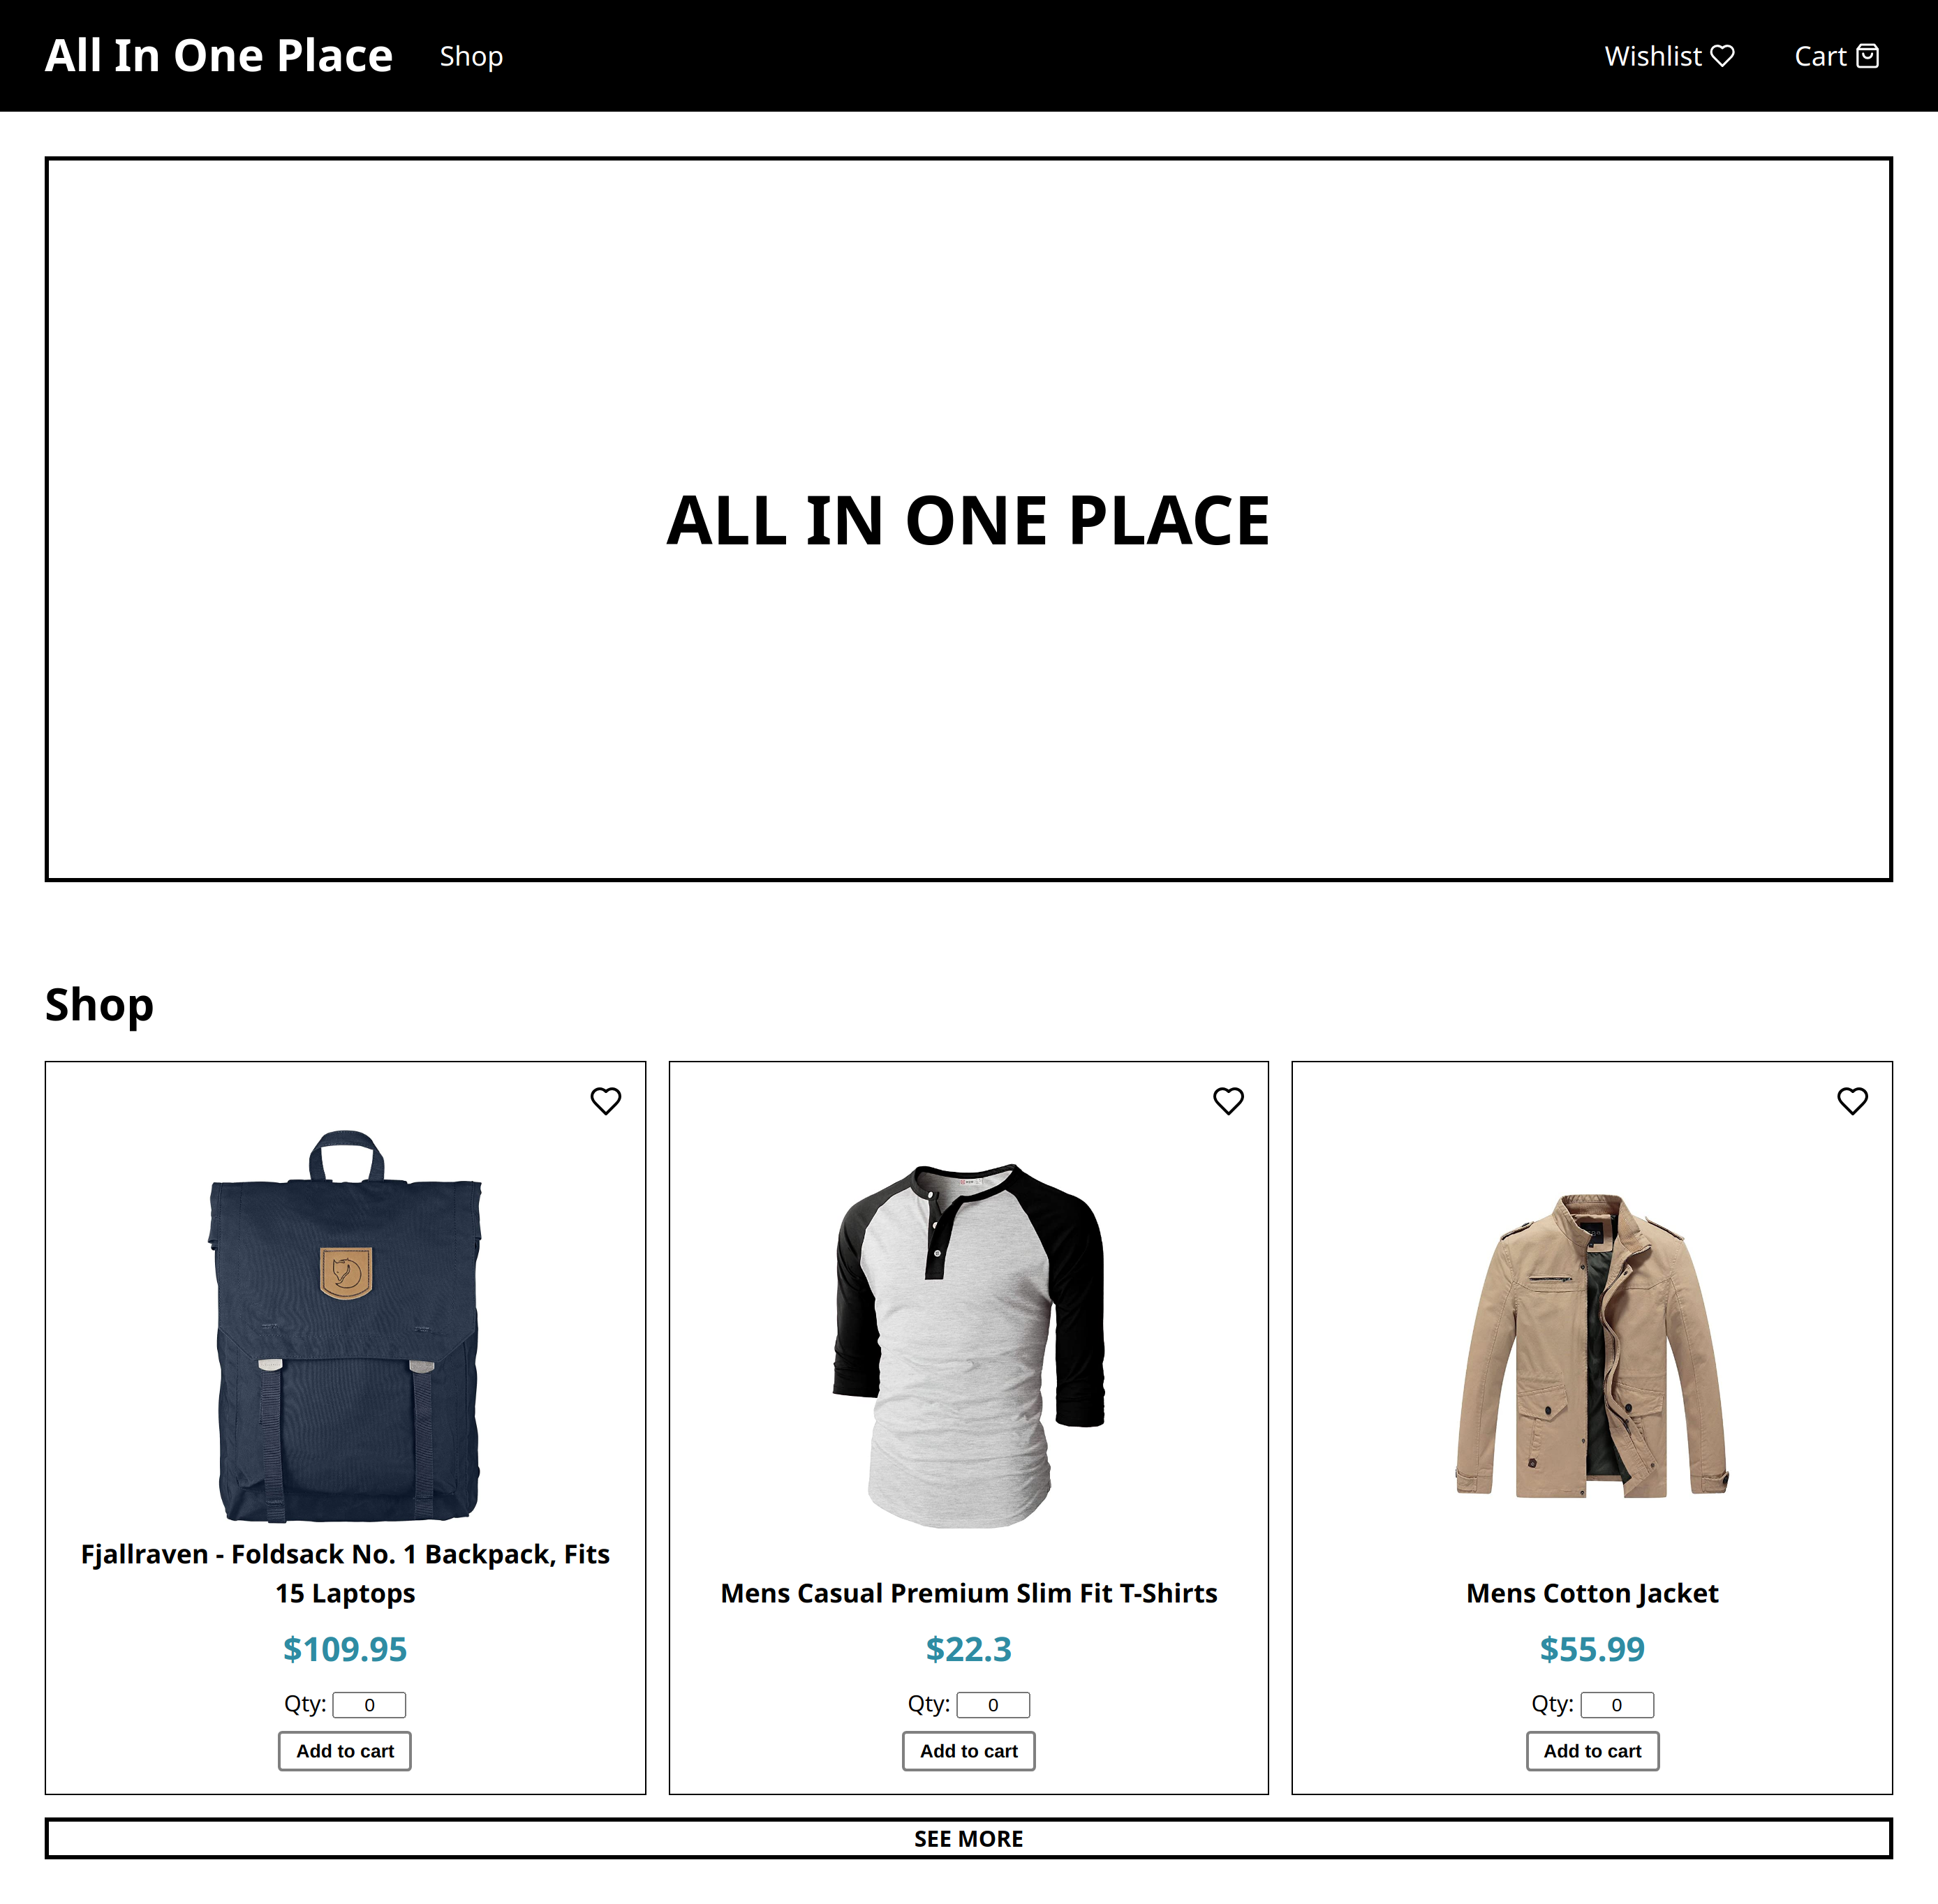 All In One Place Shop Wishlist Cart
ALL IN ONE PLACE
Shop
Fjallraven - Foldsack No. 1 Backpack, Fits
15 Laptops
$109.95
Qty: 0
Add to cart
Mens Casual Premium Slim Fit T-Shirts
$22.3
Qty: 0
Add to cart
Mens Cotton Jacket
$55.99
Qty: 0
Add to cart
SEE MORE